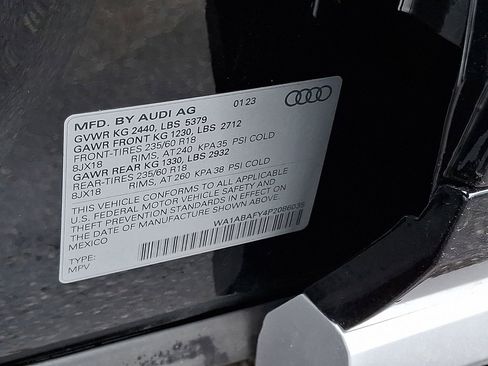 MFD. BY AUDI AG 01 23
GVWR KG 2440, LBS 5379
GAWR FRONT KG 1230, LBS 2712
FRONT-TIRES 235/60 R18
8JX18 RIMS, AT 240 KPA 35 PSI COLD
GAWR REAR KG 1330, LBS 2932
REAR-TIRES 235/60 R18
8JX18 RIMS, AT 260 KPA 38 PSI COLD
THIS VEHICLE CONFORMS TO ALL APPLICABLE
U.S. FEDERAL MOTOR VEHICLE SAFETY AND
THEFT PREVENTION STANDARDS IN EFFECT ON
THE DATE OF MANUFACTURE SHOWN ABOVE.
MEXICO
WA1ABAFY4P2086035
TYPE:
MPV